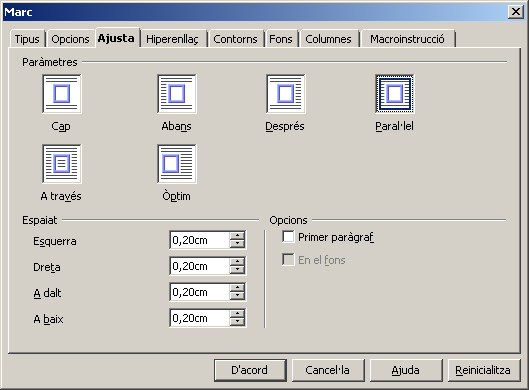 Marc
Tipus Opcions Ajusta Hiperenllaç Contorns Fons Columnes Macroinstrucció
Paràmetres
Cap Abans Després Paral·lel
A través Òptim
Espaiat Opcions
Esquerra 0,20cm Primer paràgraf
Dreta 0,20cm En el fons
A dalt 0,20cm
A baix 0,20cm
D'acord Cancel·la Ajuda Reinicialitza